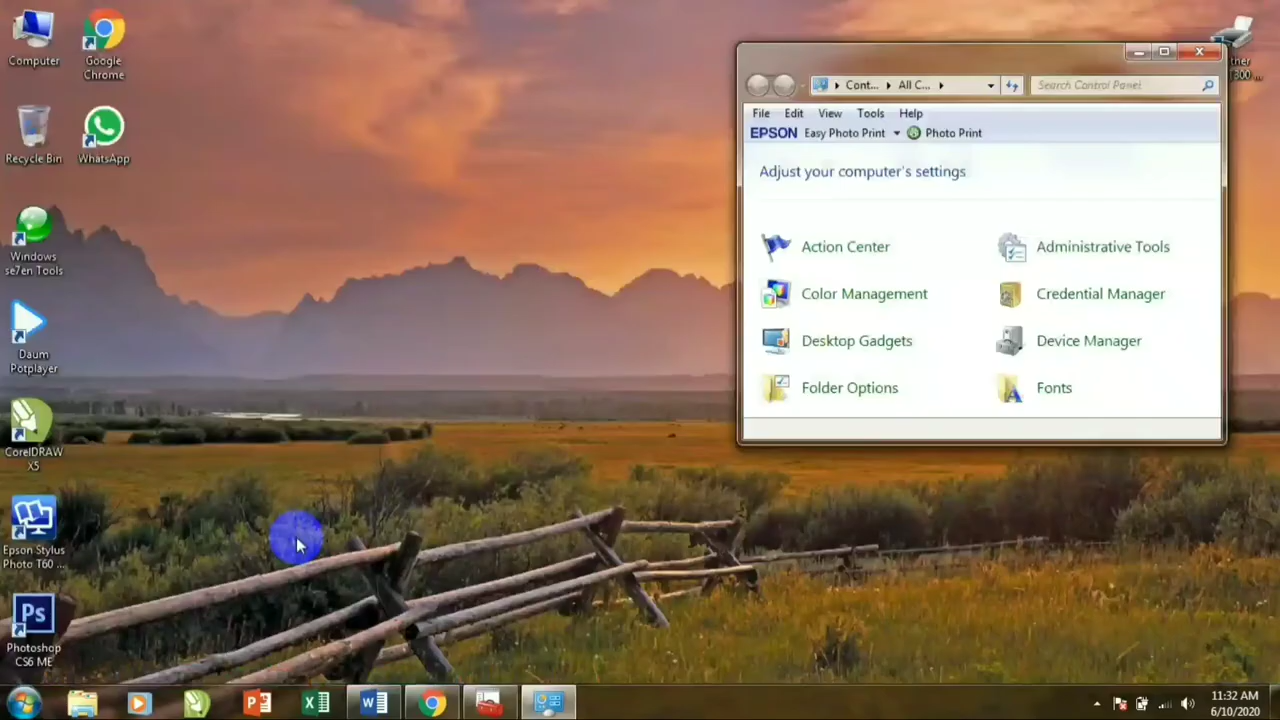 Computer
Google
Chrome
Recycle Bin
WhatsApp
Windows
se7en Tools
Daum
Potplayer
CorelDRAW
X5
Epson Stylus
Photo T60 ...
Ps
Photoshop
CS6 ME
Cont...
All C...
Search Control Panel
File
Edit
View
Tools
Help
EPSON Easy Photo Print
Photo Print
Adjust your computer's settings
Action Center
Administrative Tools
Color Management
Credential Manager
Desktop Gadgets
Device Manager
Folder Options
Fonts
11:32 AM
6/10/2020